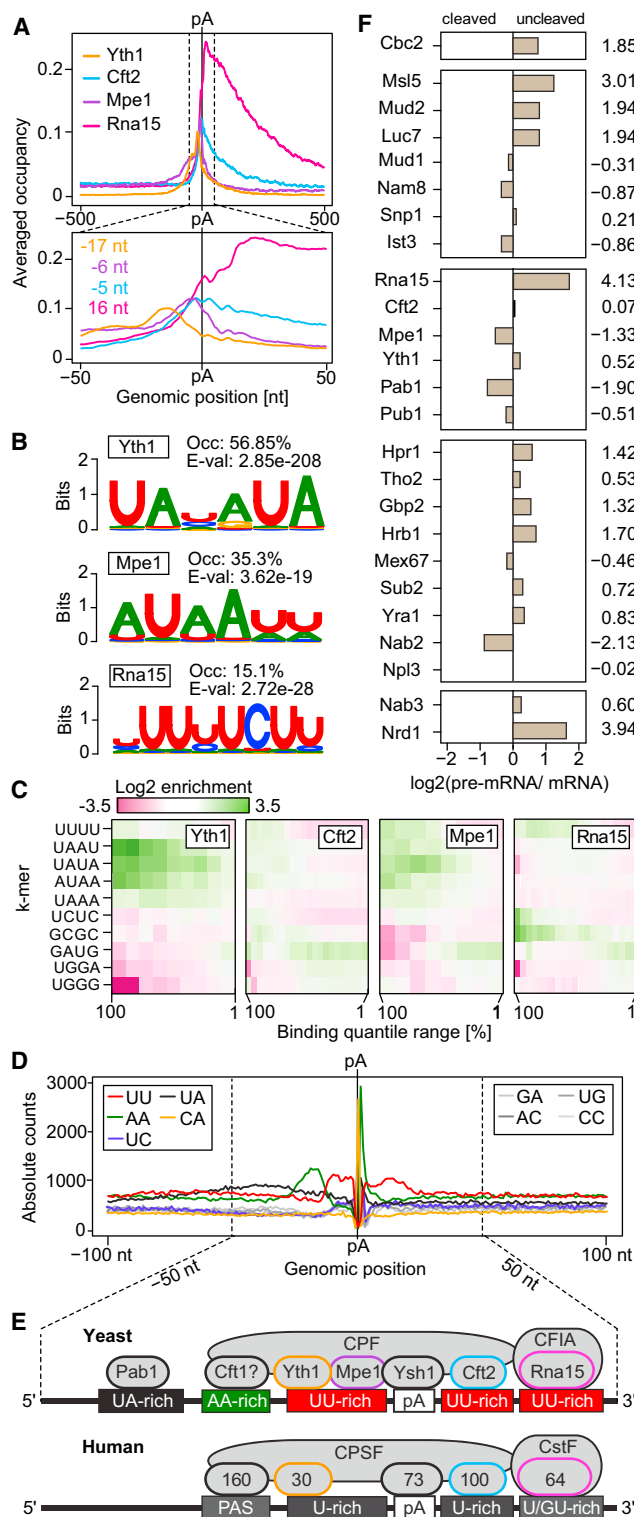 A
pA
Yth1
Cft2
Mpe1
Rna15
0.2
0.1
0
−500
pA
500
Averaged occupancy
-17 nt
-6 nt
-5 nt
16 nt
0.2
0.1
0
−50
pA
50
Genomic position [nt]
B
Yth1
Occ: 56.85%
E-val: 2.85e-208
Bits
2
1
0
UAUAUA
Mpe1
Occ: 35.3%
E-val: 3.62e-19
Bits
2
1
0
AUAAUU
Rna15
Occ: 15.1%
E-val: 2.72e-28
Bits
2
1
0
UUUUUCUU
C
Log2 enrichment
-3.5 3.5
k-mer
UUUU
UAAU
UAUA
AUAA
UAAA
UCUC
GCGC
GAUG
UGGA
UGGG
Yth1
Cft2
Mpe1
Rna15
100 1 100 1 100 1 100 1
Binding quantile range [%]
D
pA
Absolute counts
3000
2000
1000
0
UU UA
AA CA
UC
GA UG
AC CC
−100 nt
pA
100 nt
Genomic position
−50 nt
50 nt
E
Yeast
CPF
CFIA
Pab1
Cft1?
Yth1
Mpe1
Ysh1
Cft2
Rna15
5' UA-rich AA-rich UU-rich pA UU-rich UU-rich 3'
Human
CPSF
CstF
160 30 73 100 64
5' PAS U-rich pA U-rich U/GU-rich 3'
F
cleaved uncleaved
Cbc2 1.85
Msl5 3.01
Mud2 1.94
Luc7 1.94
Mud1 −0.31
Nam8 −0.87
Snp1 0.21
Ist3 −0.86
Rna15 4.13
Cft2 0.07
Mpe1 −1.33
Yth1 0.52
Pab1 −1.90
Pub1 −0.51
Hpr1 1.42
Tho2 0.53
Gbp2 1.32
Hrb1 1.70
Mex67 −0.46
Sub2 0.72
Yra1 0.83
Nab2 −2.13
Npl3 −0.02
Nab3 0.60
Nrd1 3.94
−2 −1 0 1 2
log2(pre-mRNA/ mRNA)